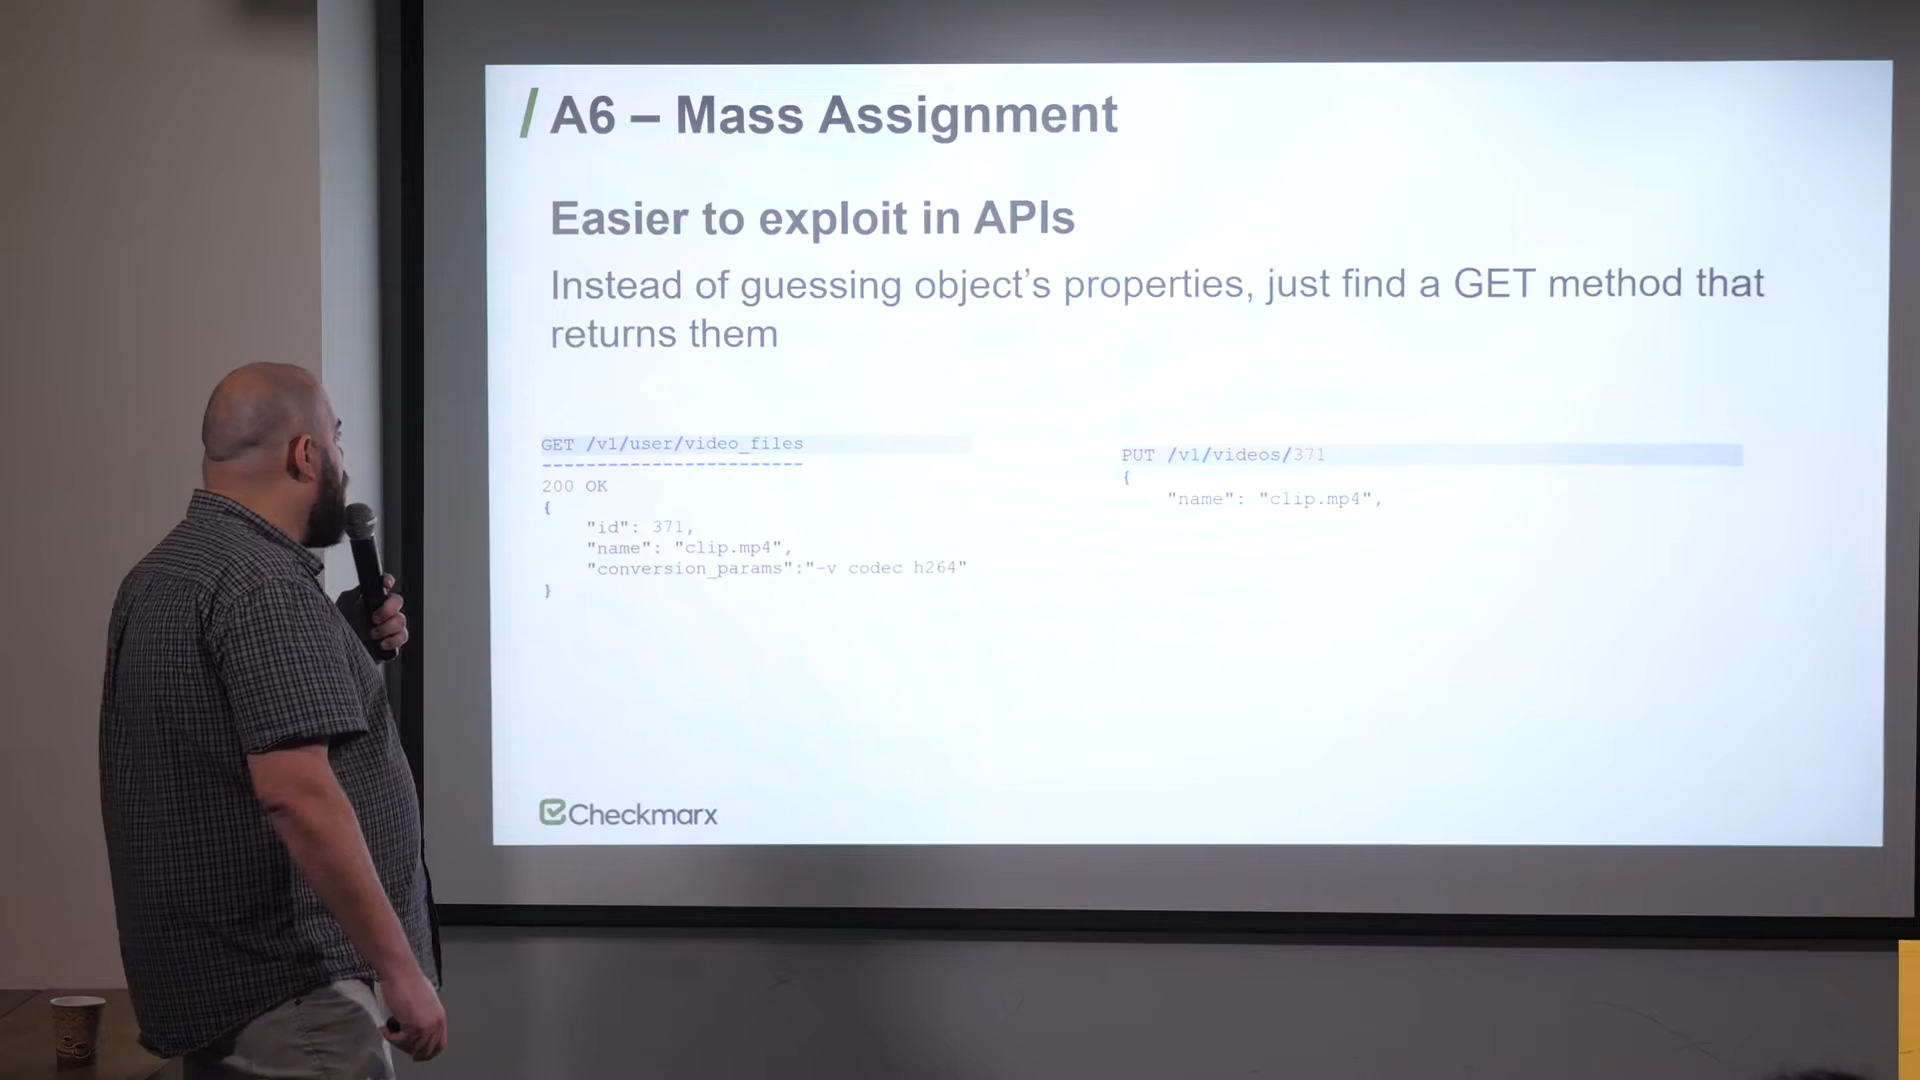 A6 – Mass Assignment
Easier to exploit in APIs
Instead of guessing object’s properties, just find a GET method that
returns them
GET /v1/user/video_files
------------------------
200 OK
{
"id": 371,
"name": "clip.mp4",
"conversion_params":"-v codec h264"
}
PUT /v1/videos/371
{
"name": "clip.mp4",
Checkmarx